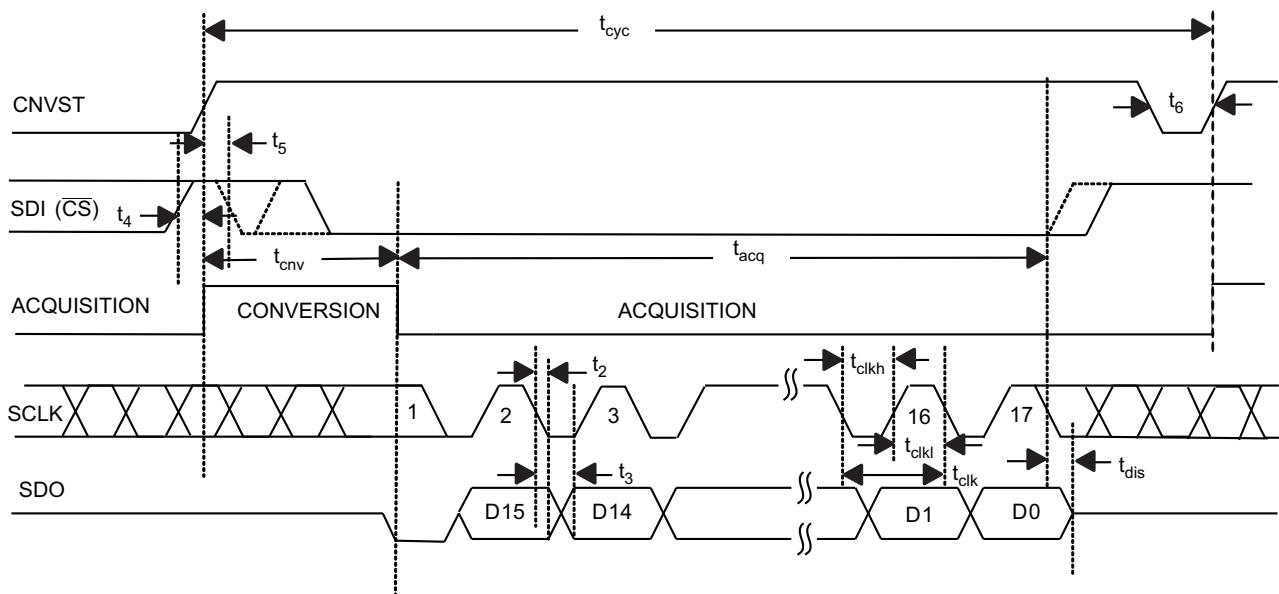 t_cyc
CNVST
t_6
t_5
SDI (C̅S̅)
t_4
t_cnv
t_acq
ACQUISITION CONVERSION ACQUISITION
t_2
t_clkh
SCLK 1 2 3 16 17
t_clkl
t_3
t_clk
t_dis
SDO
D15 D14 D1 D0